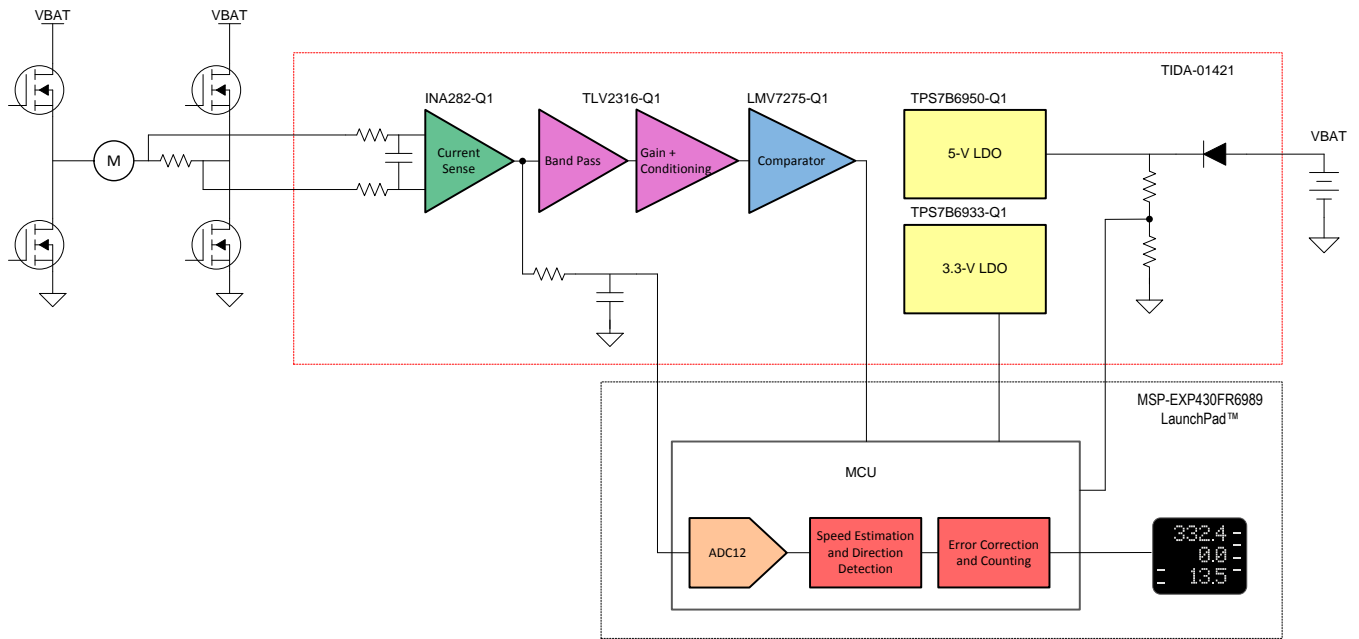 VBAT
VBAT
TIDA-01421
INA282-Q1
TLV2316-Q1
LMV7275-Q1
TPS7B6950-Q1
VBAT
M
Current
Sense
Band Pass
Gain +
Conditioning
Comparator
5-V LDO
TPS7B6933-Q1
3.3-V LDO
MSP-EXP430FR6989
LaunchPad™
MCU
ADC12
Speed Estimation
and Direction
Detection
Error Correction
and Counting
332.4
0.0
13.5